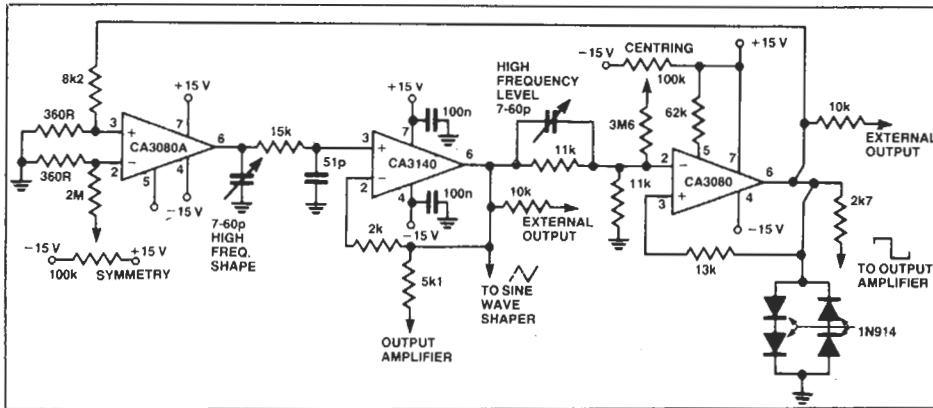 8k2
360R
360R
2M
3
+
−
2
CA3080A
7
6
5
4
+15 V
−15 V
−15 V
+15 V
100k
SYMMETRY
7-60p
HIGH
FREQ.
SHAPE
15k
51p
+15 V
100n
7
3
+
CA3140
−
2
6
4
100n
−15 V
2k
5k1
OUTPUT
AMPLIFIER
10k
EXTERNAL
OUTPUT
TO SINE
WAVE
SHAPER
HIGH
FREQUENCY
LEVEL
7-60p
11k
11k
−15 V
CENTRING
100k
+15 V
3M6
62k
5
7
2
−
CA3080
+
3
6
4
−15 V
13k
10k
EXTERNAL
OUTPUT
2k7
TO OUTPUT
AMPLIFIER
1N914